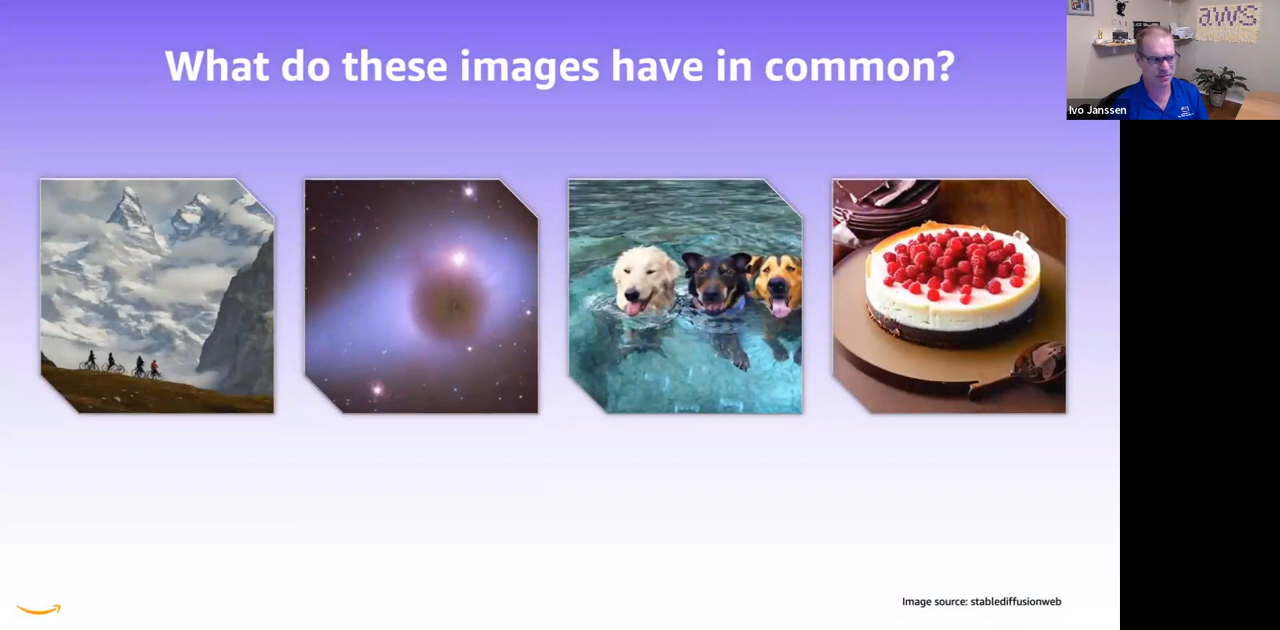 What do these images have in common?
aws
Ivo Janssen
Image source: stablediffusionweb